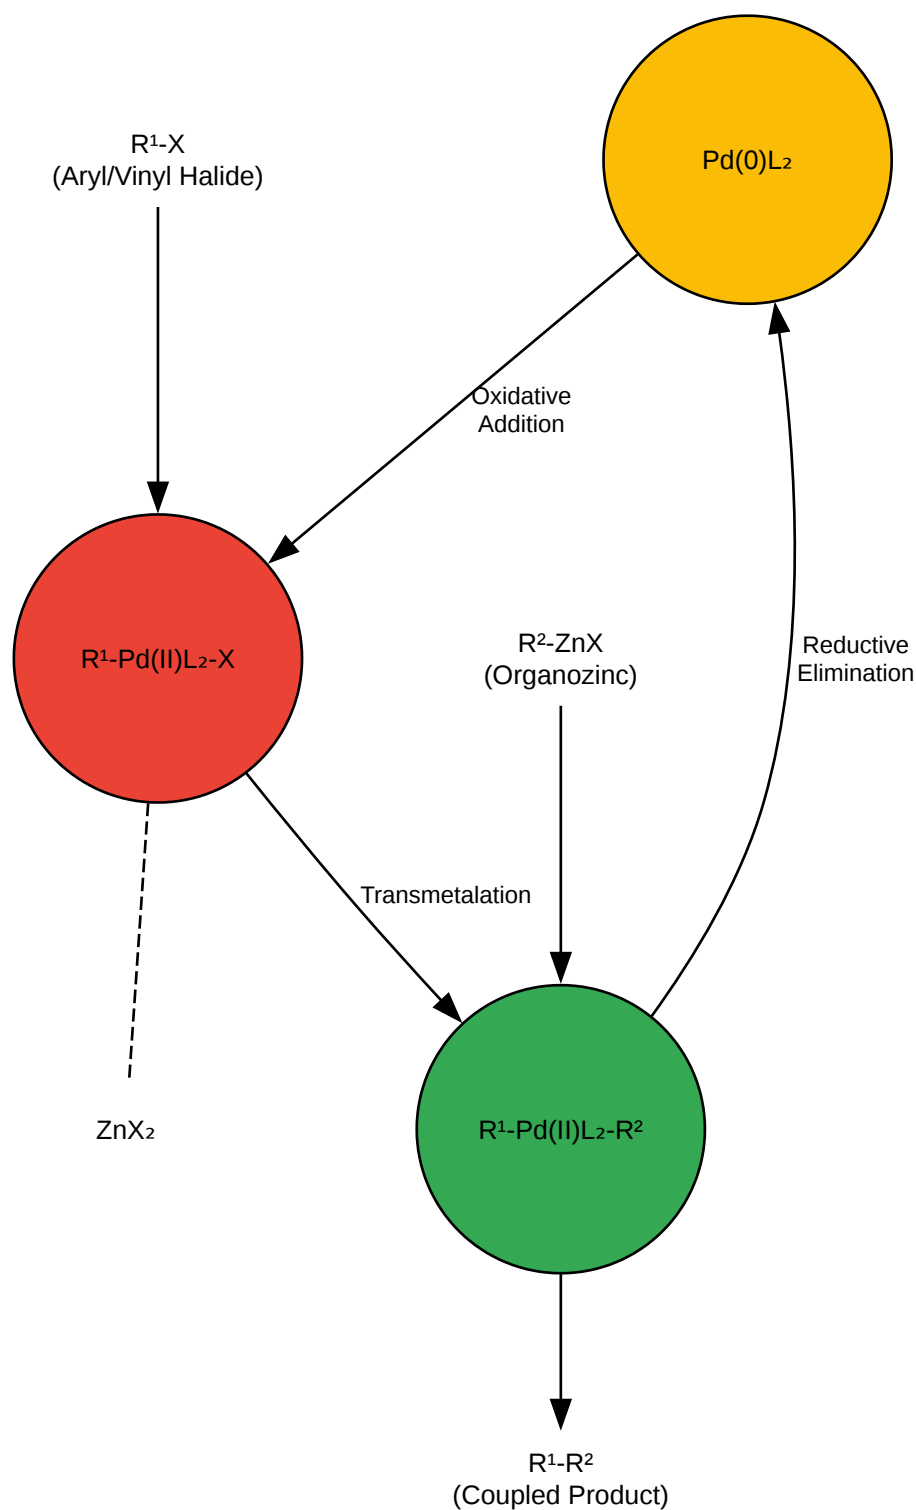 R¹-X
(Aryl/Vinyl Halide)
Pd(0)L₂
Oxidative
Addition
R¹-Pd(II)L₂-X
R²-ZnX
(Organozinc)
Reductive
Elimination
Transmetalation
ZnX₂
R¹-Pd(II)L₂-R²
R¹-R²
(Coupled Product)